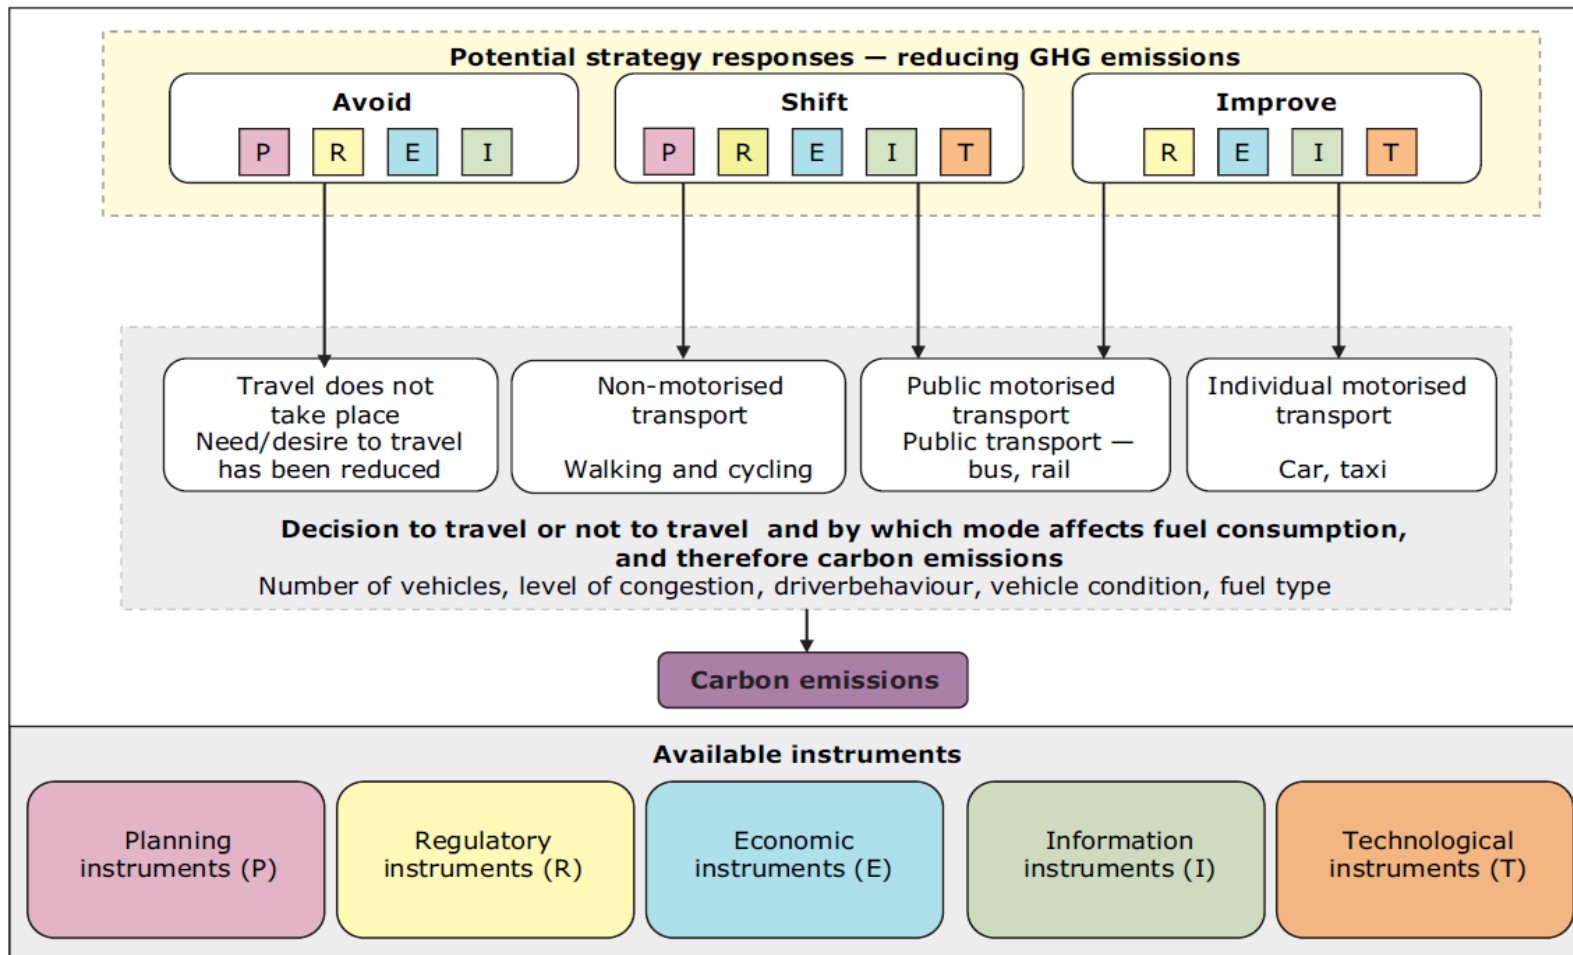 Potential strategy responses — reducing GHG emissions
Avoid
P R E I
Shift
P R E I T
Improve
R E I T
Travel does not
take place
Need/desire to travel
has been reduced
Non-motorised
transport
Walking and cycling
Public motorised
transport
Public transport —
bus, rail
Individual motorised
transport
Car, taxi
Decision to travel or not to travel and by which mode affects fuel consumption,
and therefore carbon emissions
Number of vehicles, level of congestion, driverbehaviour, vehicle condition, fuel type
Carbon emissions
Available instruments
Planning
instruments (P)
Regulatory
instruments (R)
Economic
instruments (E)
Information
instruments (I)
Technological
instruments (T)